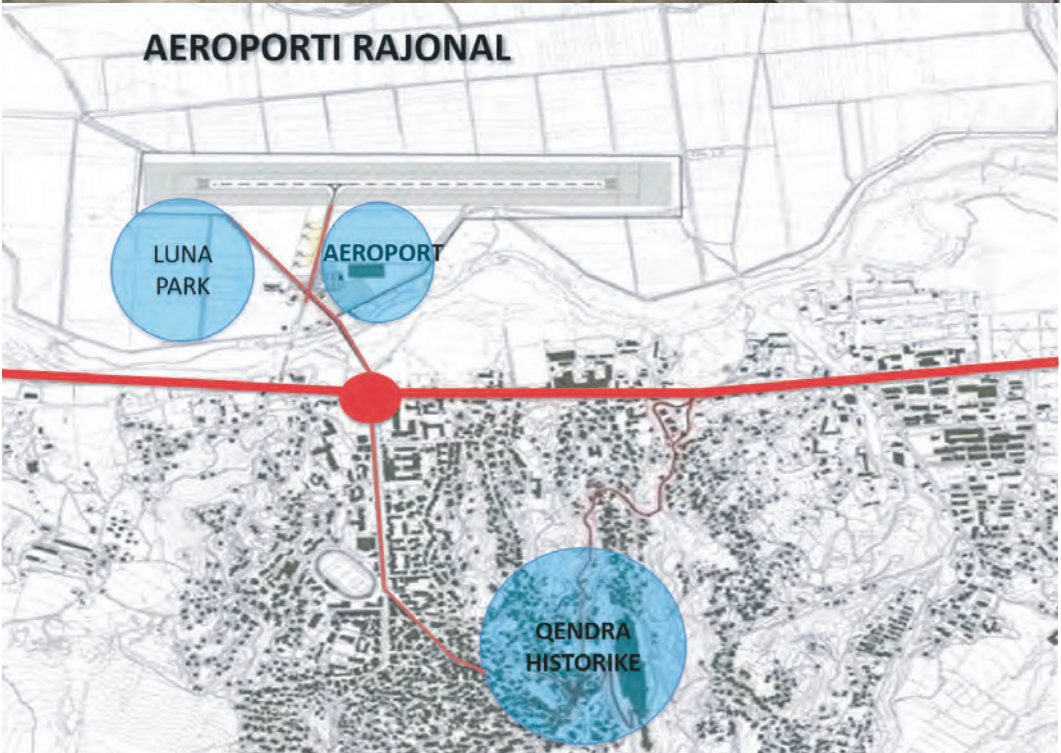 AEROPORTI RAJONAL
LUNA
PARK
AEROPORT
QENDRA
HISTORIKE